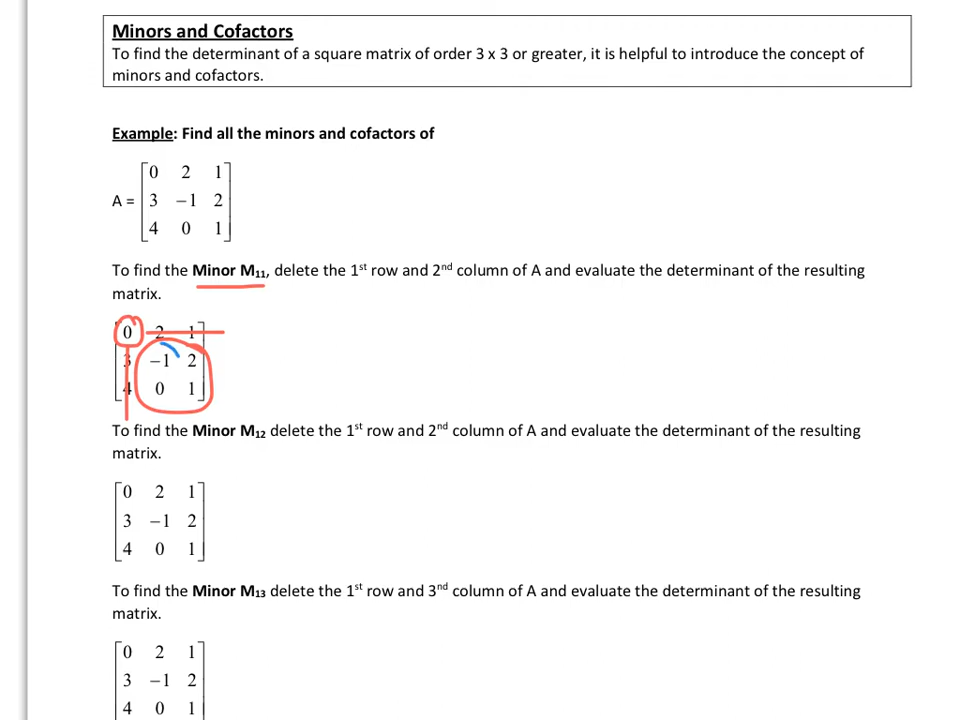 Minors and Cofactors
To find the determinant of a square matrix of order 3 x 3 or greater, it is helpful to introduce the concept of
minors and cofactors.
Example: Find all the minors and cofactors of
0 2 1
A = 3 −1 2
4 0 1
To find the Minor M₁₁, delete the 1st row and 2nd column of A and evaluate the determinant of the resulting
matrix.
0 2 1
3 −1 2
4 0 1
To find the Minor M₁₂ delete the 1st row and 2nd column of A and evaluate the determinant of the resulting
matrix.
0 2 1
3 −1 2
4 0 1
To find the Minor M₁₃ delete the 1st row and 3nd column of A and evaluate the determinant of the resulting
matrix.
0 2 1
3 −1 2
4 0 1